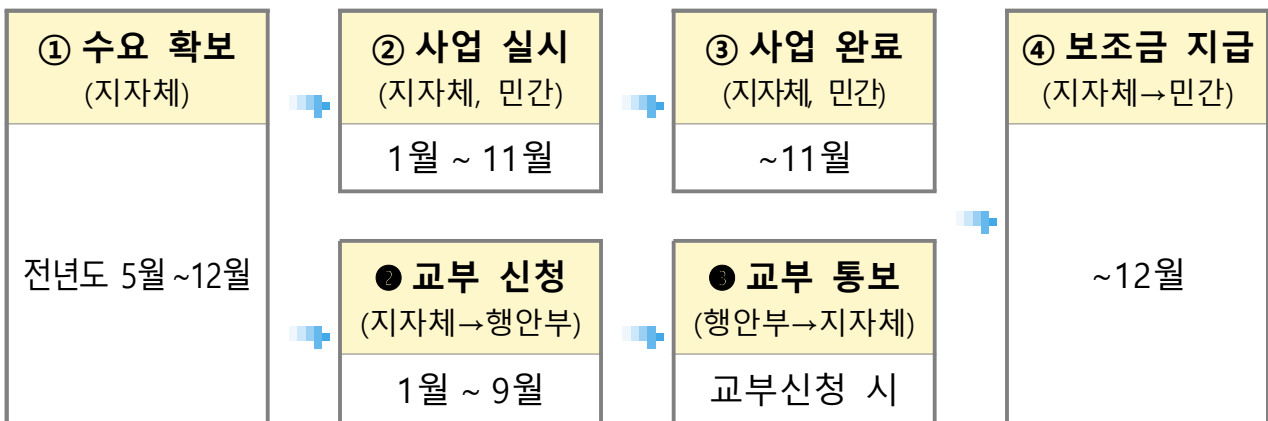 ① 수요 확보
(지자체)
전년도 5월~12월
② 사업 실시
(지자체, 민간)
1월 ~ 11월
③ 사업 완료
(지자체, 민간)
~11월
❷ 교부 신청
(지자체→행안부)
1월 ~ 9월
❸ 교부 통보
(행안부→지자체)
교부신청 시
④ 보조금 지급
(지자체→민간)
~12월